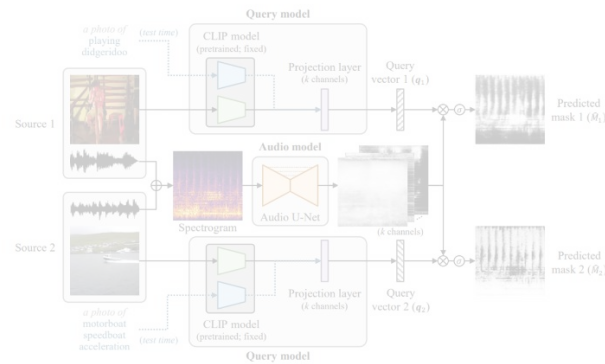 Query model
a photo of
playing
didgeridoo
(test time)
CLIP model
(pretrained; fixed)
Projection layer
(k channels)
Query
vector 1 (q₁)
Source 1
Predicted
mask 1 (M̂₁)
Audio model
Spectrogram
Audio U-Net
(k channels)
Source 2
Predicted
mask 2 (M̂₂)
a photo of
motorboat
speedboat
acceleration
(test time)
CLIP model
(pretrained; fixed)
Projection layer
(k channels)
Query
vector 2 (q₂)
Query model